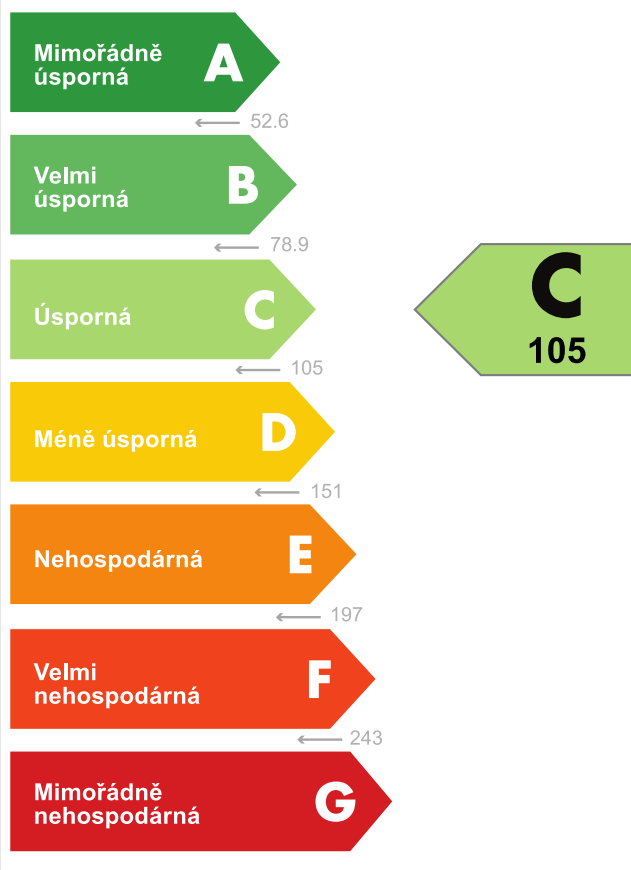 Mimořádně
úsporná
A
52.6
Velmi
úsporná
B
78.9
Úsporná
C
105
C
105
Méně úsporná
D
151
Nehospodárná
E
197
Velmi
nehospodárná
F
243
Mimořádně
nehospodárná
G